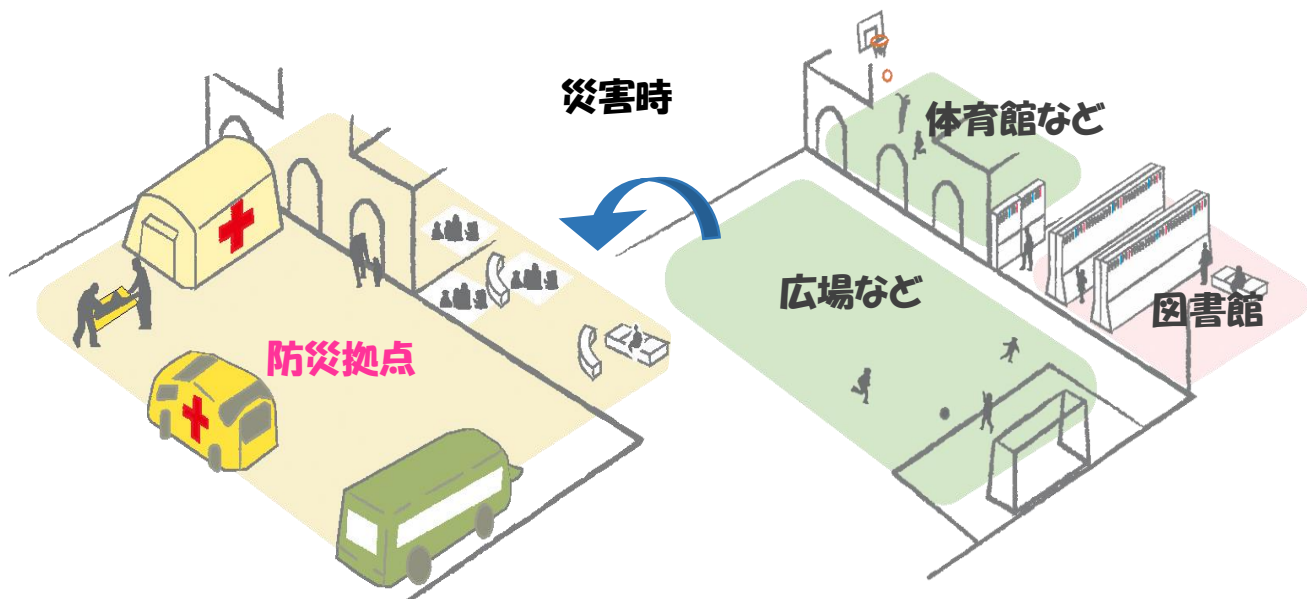 災害時
体育館など
広場など
図書館
防災拠点